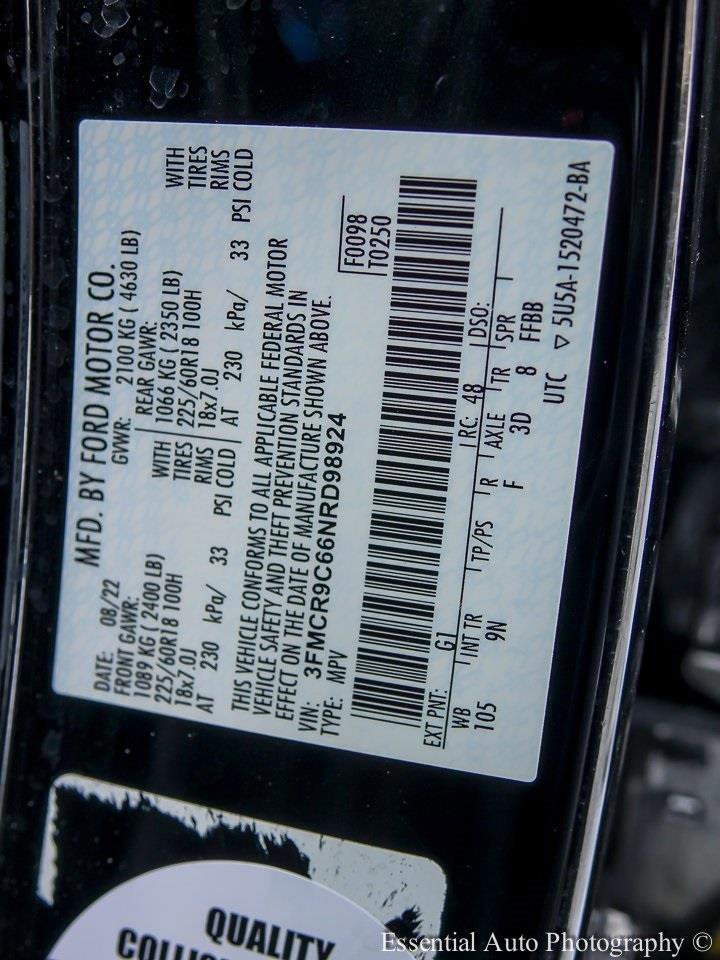 MFD. BY FORD MOTOR CO.
DATE: 08/22 GVWR: 2100 KG ( 4630 LB)
FRONT GAWR: REAR GAWR:
1089 KG ( 2400 LB) WITH 1066 KG ( 2350 LB) WITH
225/60R18 100H TIRES 225/60R18 100H TIRES
18x7.0J RIMS 18x7.0J RIMS
AT 230 kPa/ 33 PSI COLD AT 230 kPa/ 33 PSI COLD
THIS VEHICLE CONFORMS TO ALL APPLICABLE FEDERAL MOTOR
VEHICLE SAFETY AND THEFT PREVENTION STANDARDS IN
EFFECT ON THE DATE OF MANUFACTURE SHOWN ABOVE.
VIN: 3FMCR9C66NRD98924
TYPE: MPV
F0098
T0250
EXT PNT: G1 RC: 48 DSO:
WB INT TR TP/PS R AXLE TR SPR
105 9N F 3D 8 FFBB
UTC ▽ 5U5A-1520472-BA
QUALITY
Essential Auto Photography ©